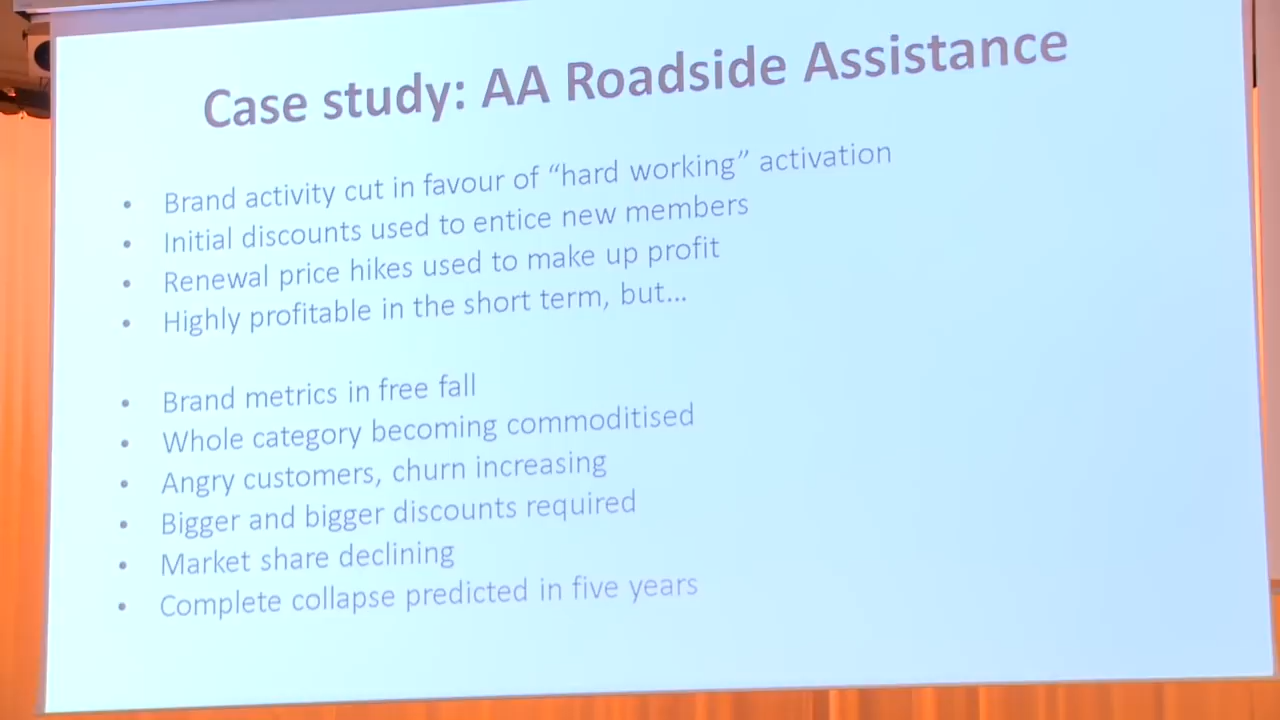 Case study: AA Roadside Assistance
• Brand activity cut in favour of “hard working” activation
• Initial discounts used to entice new members
• Renewal price hikes used to make up profit
• Highly profitable in the short term, but...
• Brand metrics in free fall
• Whole category becoming commoditised
• Angry customers, churn increasing
• Bigger and bigger discounts required
• Market share declining
• Complete collapse predicted in five years